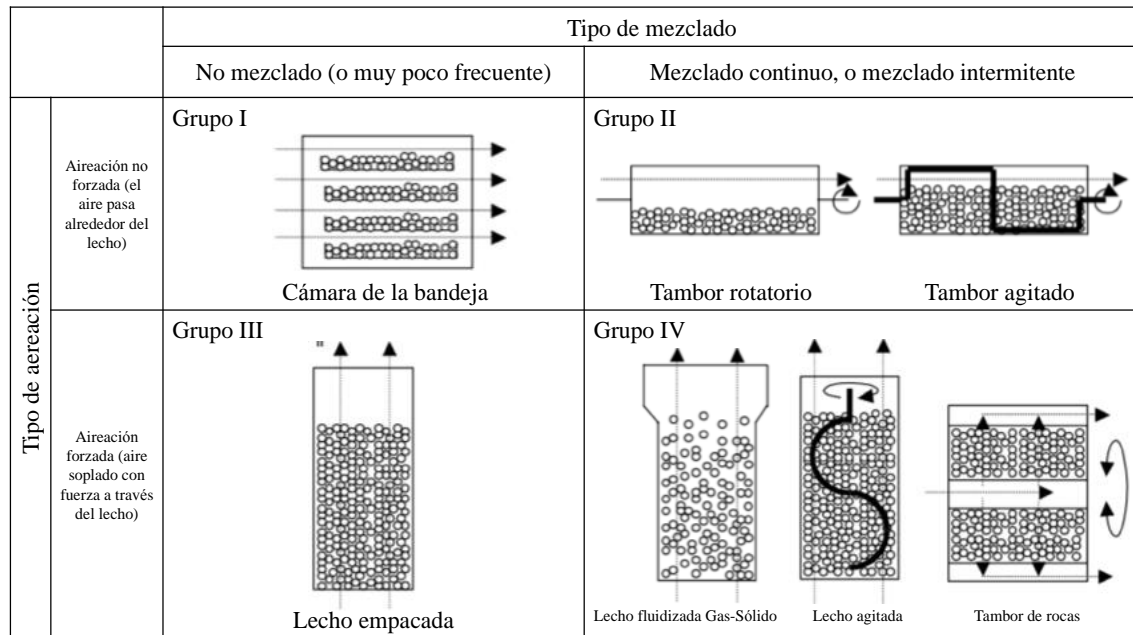 Tipo de mezclado
No mezclado (o muy poco frecuente)
Mezclado continuo, o mezclado intermitente
Tipo de aereación
Aireación no
forzada (el
aire pasa
alrededor del
lecho)
Grupo I
Cámara de la bandeja
Grupo II
Tambor rotatorio
Tambor agitado
Aireación
forzada (aire
soplado con
fuerza a través
del lecho)
Grupo III
"
Lecho empacada
Grupo IV
Lecho fluidizada Gas-Sólido
Lecho agitada
Tambor de rocas